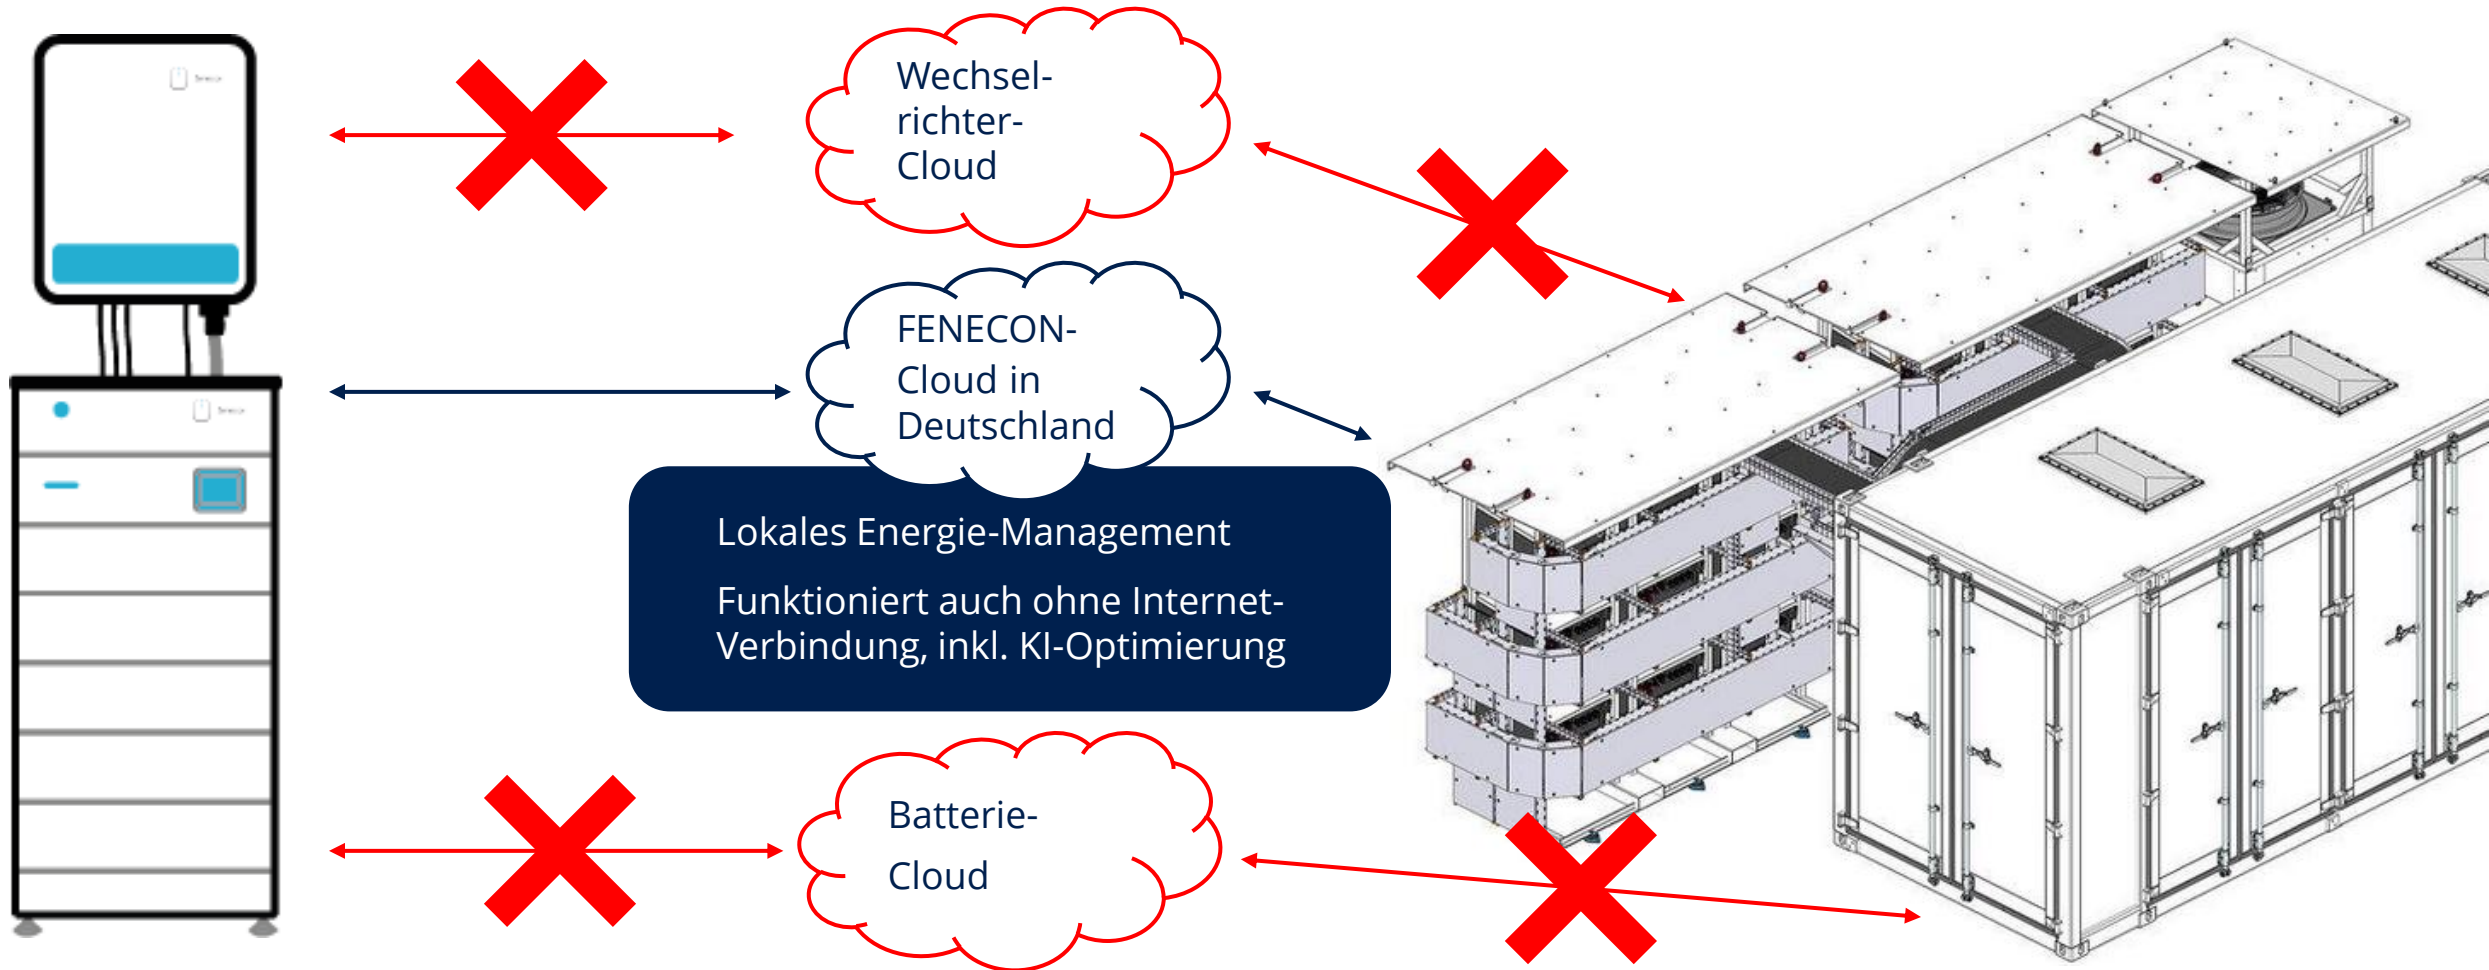 Wechsel-
richter-
Cloud
FENECON-
Cloud in
Deutschland
Lokales Energie-Management
Funktioniert auch ohne Internet-
Verbindung, inkl. KI-Optimierung
Batterie-
Cloud